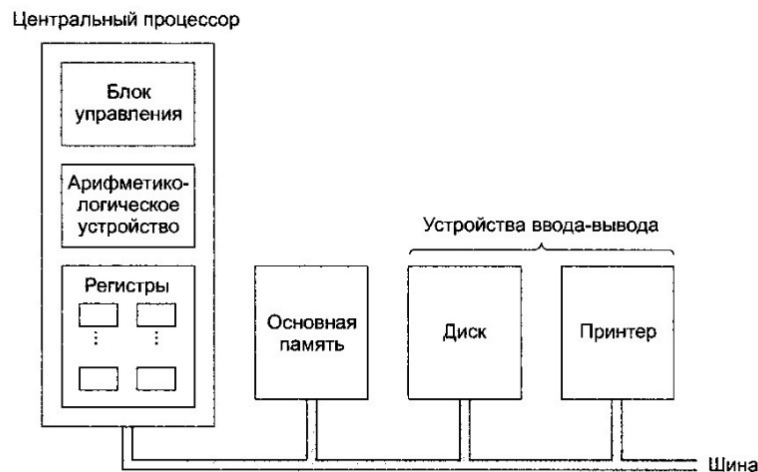 Центральный процессор
Блок
управления
Арифметико-
логическое
устройство
Регистры
Устройства ввода-вывода
Основная
память
Диск
Принтер
Шина